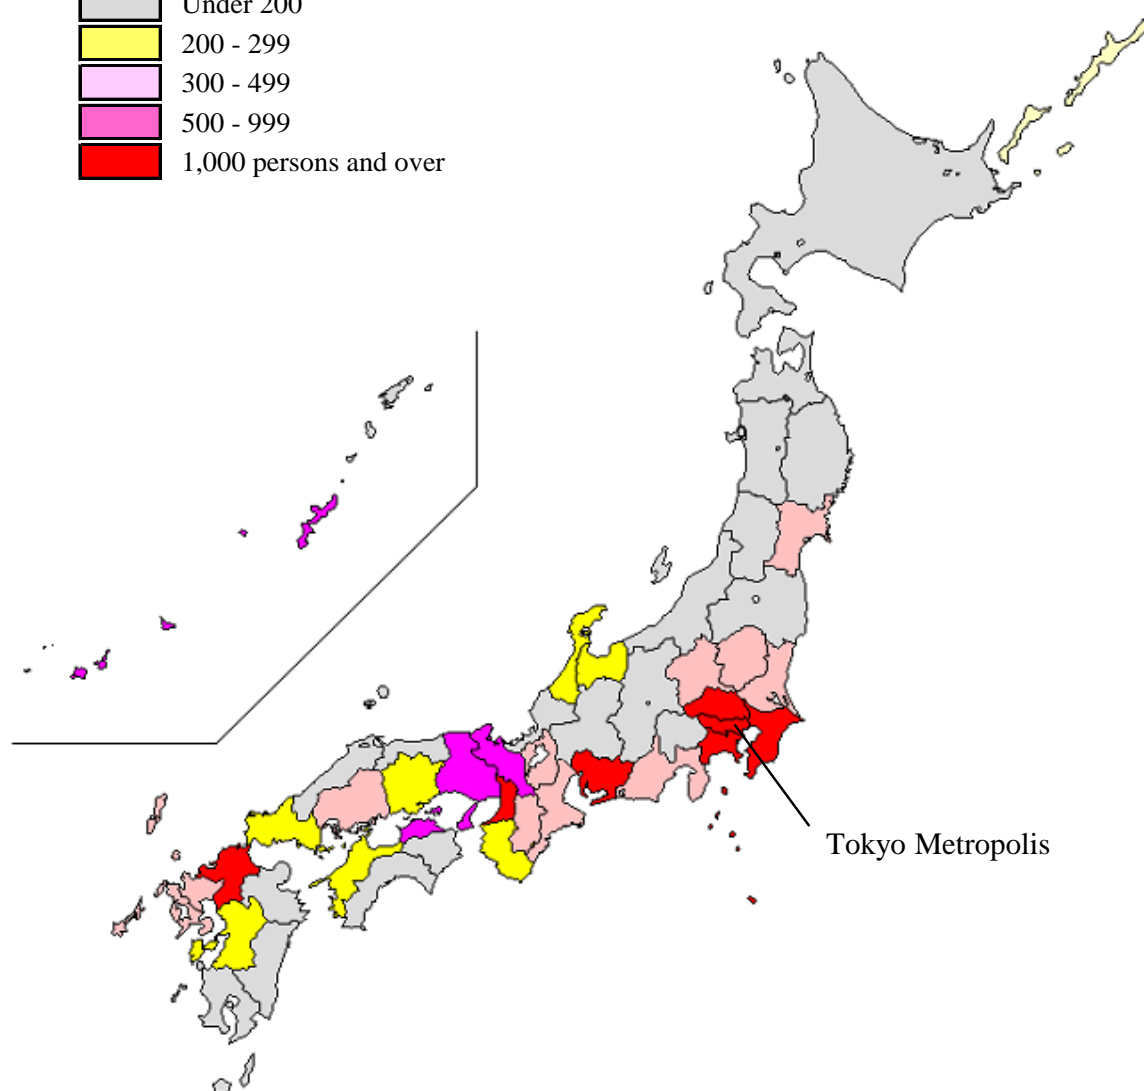 Under 200
200 - 299
300 - 499
500 - 999
1,000 persons and over
Tokyo Metropolis